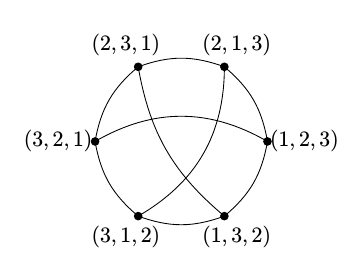 (2, 3, 1) (2, 1, 3)
(3, 2, 1) (1, 2, 3)
(3, 1, 2) (1, 3, 2)